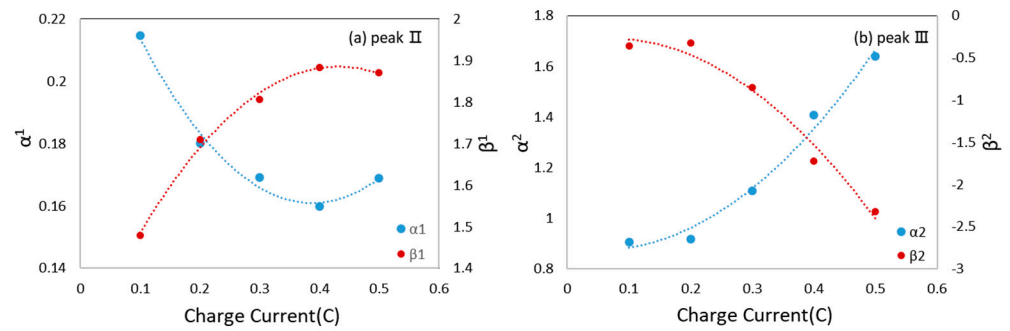 0.22
0.2
0.18
0.16
0.14
α¹
(a) peak Ⅱ
2
1.9
1.8
1.7
1.6
1.5
1.4
β¹
α1
β1
0 0.1 0.2 0.3 0.4 0.5 0.6
Charge Current(C)
1.8
1.6
1.4
1.2
1
0.8
α²
(b) peak Ⅲ
0
-0.5
-1
-1.5
-2
-2.5
-3
β²
α2
β2
0 0.1 0.2 0.3 0.4 0.5 0.6
Charge Current(C)